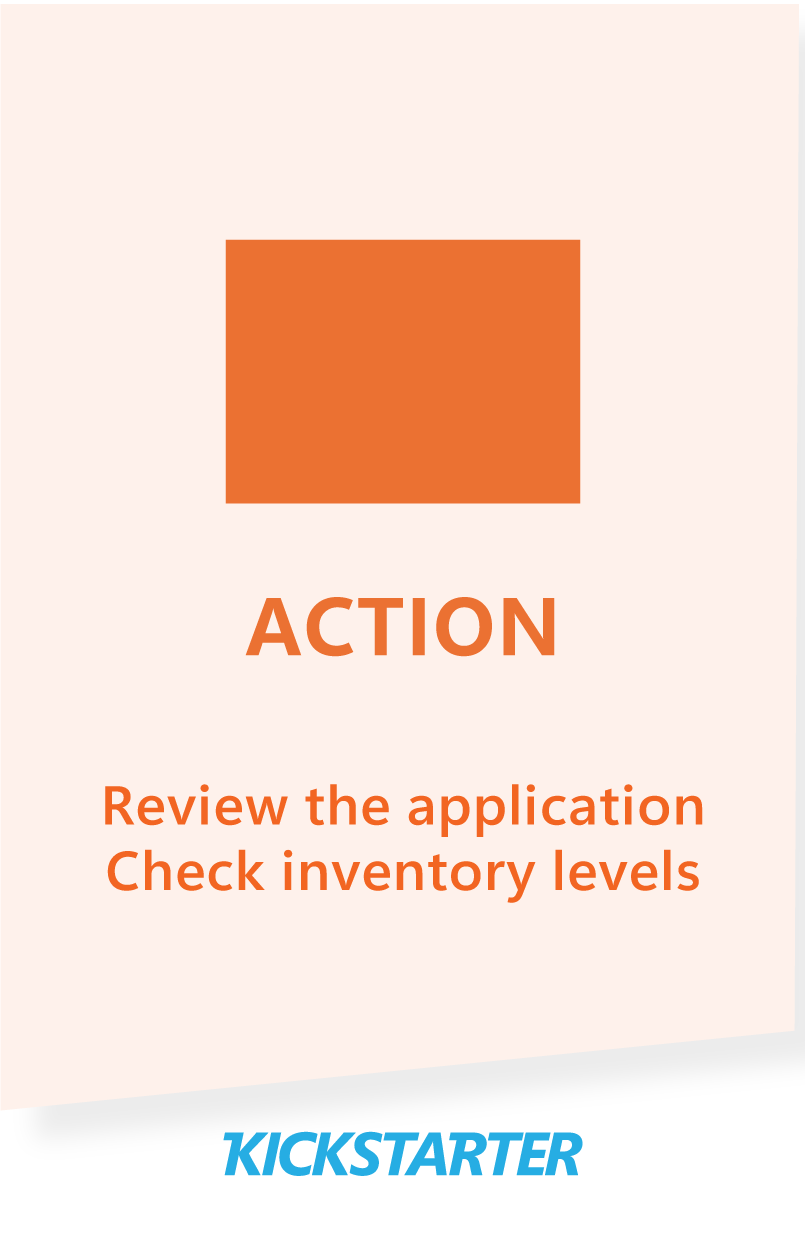 ACTION
Review the application
Check inventory levels
KICKSTARTER